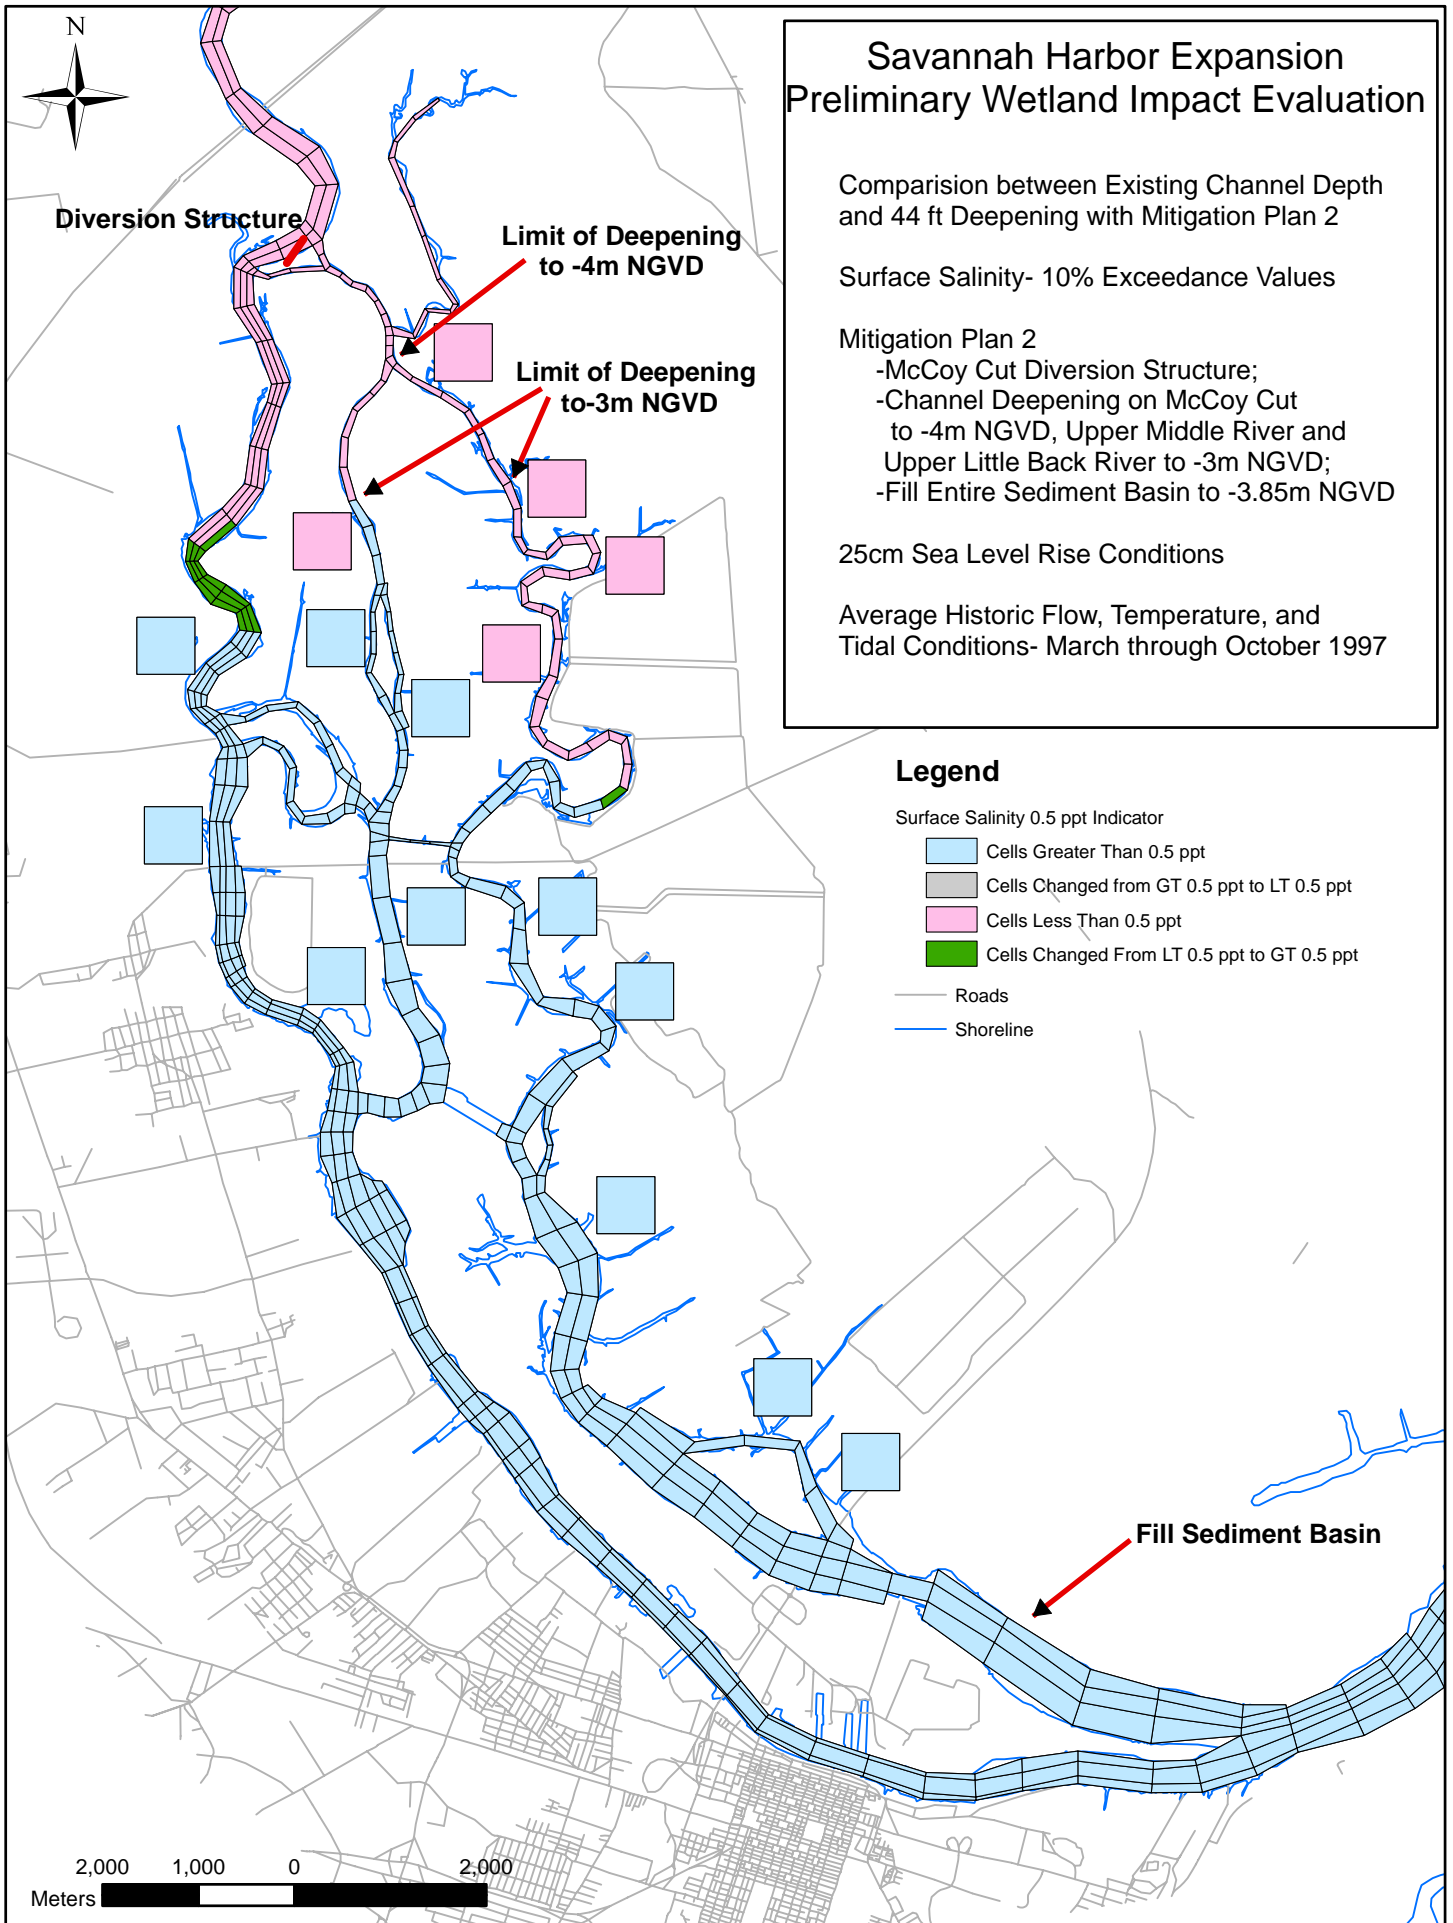 N
Savannah Harbor Expansion
Preliminary Wetland Impact Evaluation
Comparision between Existing Channel Depth
and 44 ft Deepening with Mitigation Plan 2
Surface Salinity- 10% Exceedance Values
Mitigation Plan 2
-McCoy Cut Diversion Structure;
-Channel Deepening on McCoy Cut
to -4m NGVD, Upper Middle River and
Upper Little Back River to -3m NGVD;
-Fill Entire Sediment Basin to -3.85m NGVD
25cm Sea Level Rise Conditions
Average Historic Flow, Temperature, and
Tidal Conditions- March through October 1997
Diversion Structure
Limit of Deepening
to -4m NGVD
Limit of Deepening
to-3m NGVD
Legend
Surface Salinity 0.5 ppt Indicator
Cells Greater Than 0.5 ppt
Cells Changed from GT 0.5 ppt to LT 0.5 ppt
Cells Less Than 0.5 ppt
Cells Changed From LT 0.5 ppt to GT 0.5 ppt
Roads
Shoreline
Fill Sediment Basin
2,000 1,000 0 2,000
Meters